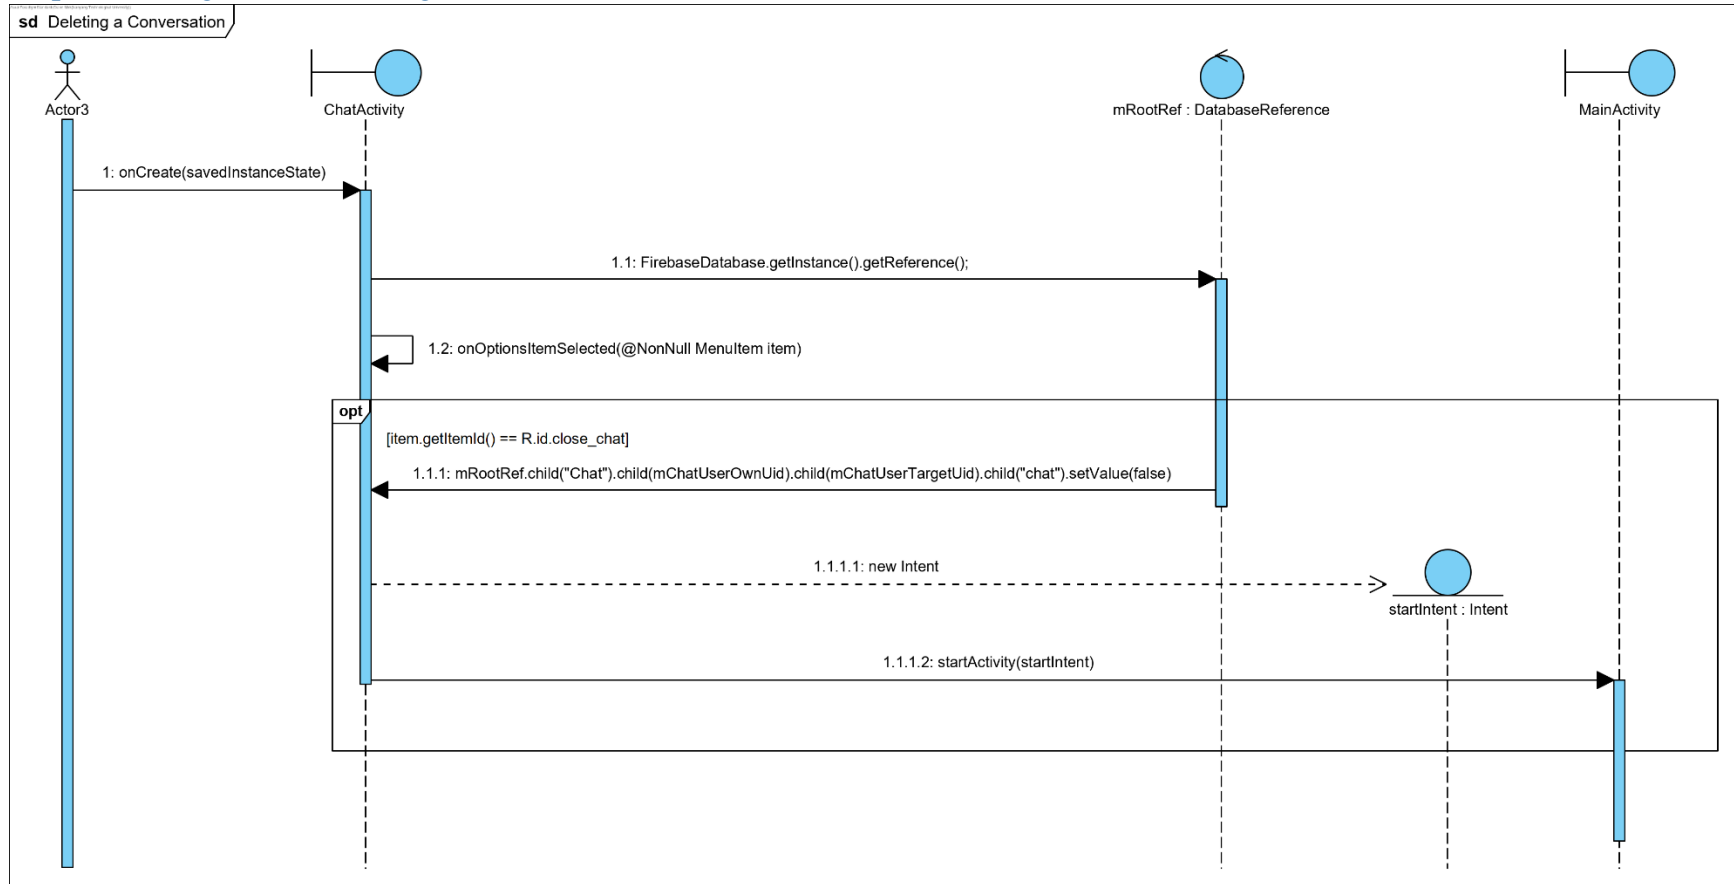 sd Deleting a Conversation
Actor3
ChatActivity
mRootRef : DatabaseReference
MainActivity
1: onCreate(savedInstanceState)
1.1: FirebaseDatabase.getInstance().getReference();
1.2: onOptionsItemSelected(@NonNull MenuItem item)
opt
[item.getItemId() == R.id.close_chat]
1.1.1: mRootRef.child("Chat").child(mChatUserOwnUid).child(mChatUserTargetUid).child("chat").setValue(false)
1.1.1.1: new Intent
startIntent : Intent
1.1.1.2: startActivity(startIntent)